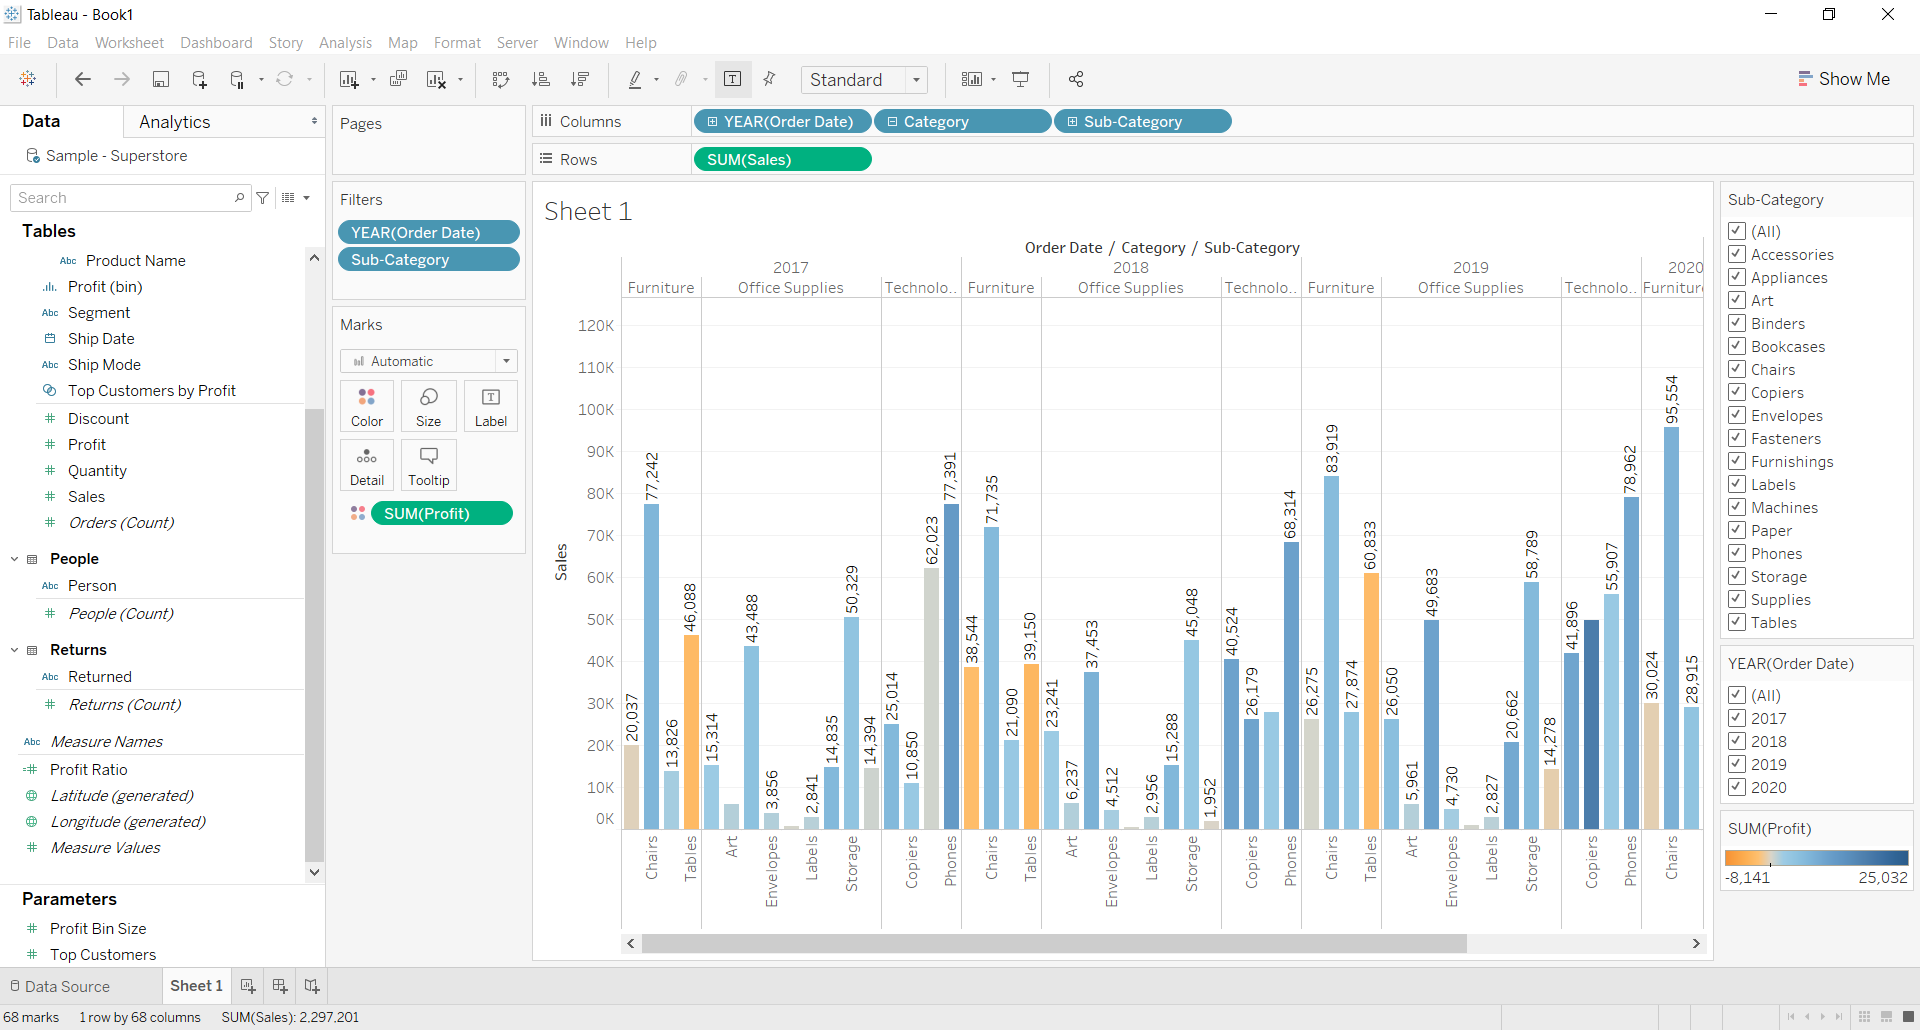 Tableau - Book1
File Data Worksheet Dashboard Story Analysis Map Format Server Window Help
Standard
Show Me
Data
Analytics
Sample - Superstore
Search
Tables
Abc Product Name
Profit (bin)
Abc Segment
Ship Date
Abc Ship Mode
Top Customers by Profit
# Discount
# Profit
# Quantity
# Sales
# Orders (Count)
People
Abc Person
# People (Count)
Returns
Abc Returned
# Returns (Count)
Abc Measure Names
=# Profit Ratio
Latitude (generated)
Longitude (generated)
# Measure Values
Parameters
# Profit Bin Size
# Top Customers
Pages
Filters
YEAR(Order Date)
Sub-Category
Marks
Automatic
Color
Size
Label
Detail
Tooltip
SUM(Profit)
Columns
YEAR(Order Date)
Category
Sub-Category
Rows
SUM(Sales)
Sheet 1
Order Date / Category / Sub-Category
2017 2018 2019 2020
Furniture Office Supplies Technolo.. Furniture Office Supplies Technolo.. Furniture Office Supplies Technolo.. Furnitur
Sales
120K
110K
100K
90K
80K
70K
60K
50K
40K
30K
20K
10K
0K
20,037 77,242 13,826 46,088 15,314 43,488 3,856 2,841 14,835 50,329 14,394 25,014 10,850 62,023 77,391
38,544 71,735 21,090 39,150 23,241 6,237 37,453 4,512 2,956 15,288 45,048 1,952 40,524 26,179 68,314
26,275 83,919 27,874 60,833 26,050 5,961 49,683 4,730 2,827 20,662 58,789 14,278 41,896 55,907 78,962
30,024 95,554 28,915
Chairs Tables Art Envelopes Labels Storage Copiers Phones Chairs Tables Art Envelopes Labels Storage Copiers Phones Chairs Tables Art Envelopes Labels Storage Copiers Phones Chairs
Sub-Category
(All)
Accessories
Appliances
Art
Binders
Bookcases
Chairs
Copiers
Envelopes
Fasteners
Furnishings
Labels
Machines
Paper
Phones
Storage
Supplies
Tables
YEAR(Order Date)
(All)
2017
2018
2019
2020
SUM(Profit)
-8,141 25,032
Data Source
Sheet 1
68 marks 1 row by 68 columns SUM(Sales): 2,297,201